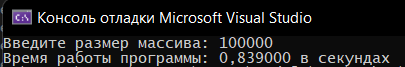 Консоль отладки Microsoft Visual Studio
Введите размер массива: 100000
Время работы программы: 0,839000 в секундах